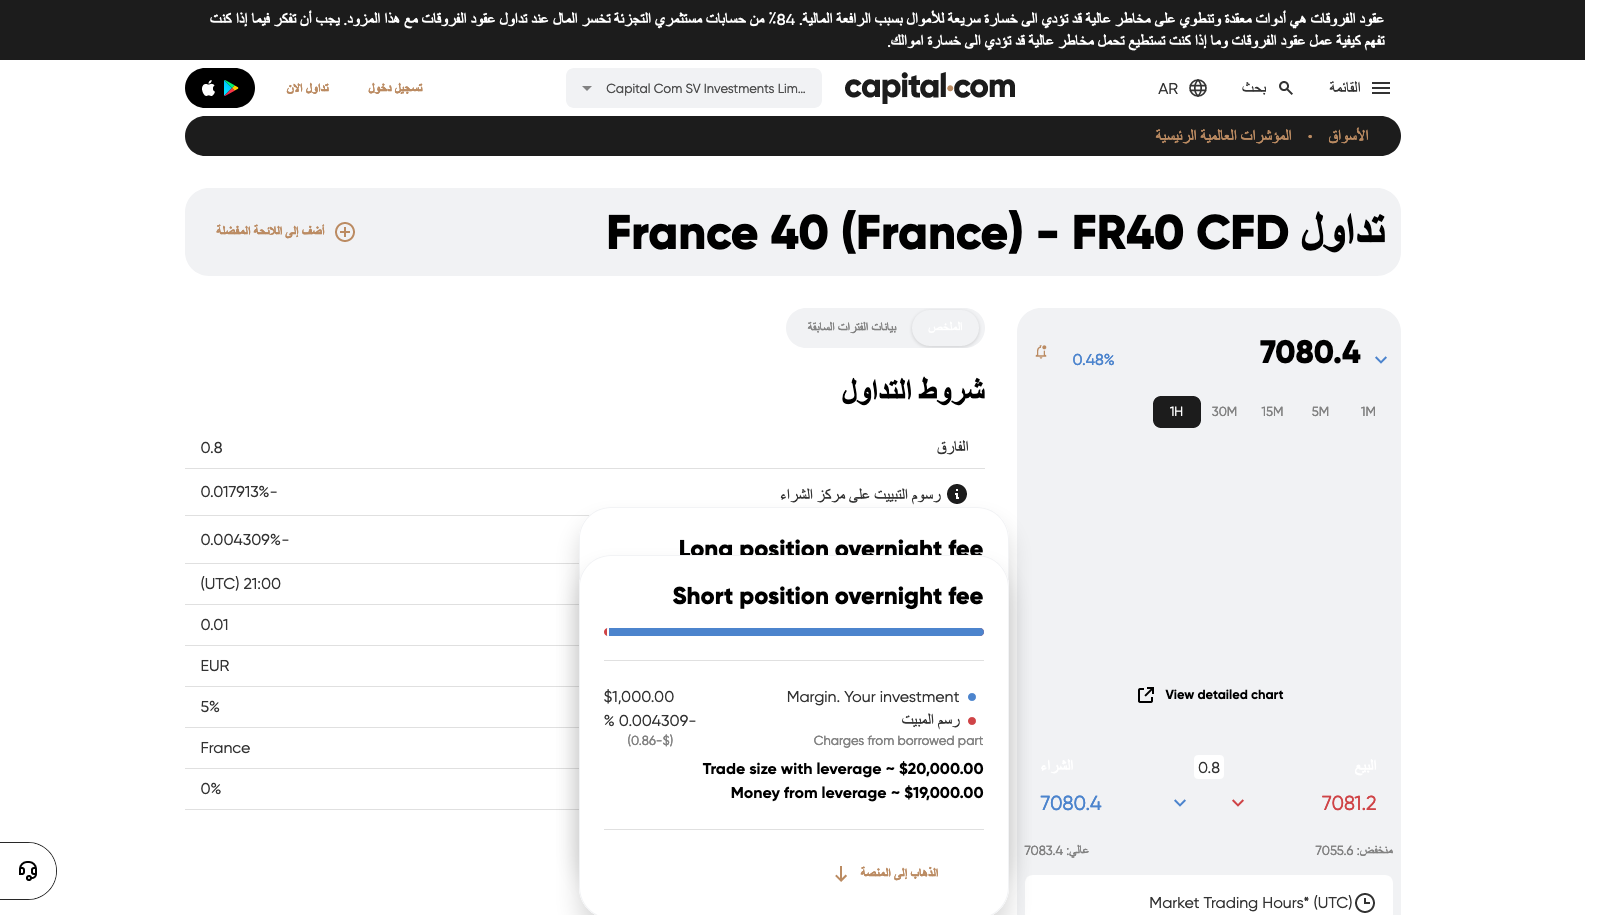 عقود الفروقات هي أدوات معقدة وتنطوي على مخاطر عالية قد تؤدي الى خسارة سريعة للأموال بسبب الرافعة المالية. 84٪ من حسابات مستثمري التجزئة تخسر المال عند تداول عقود الفروقات مع هذا المزود. يجب أن تفكر فيما إذا كنت
تفهم كيفية عمل عقود الفروقات وما إذا كنت تستطيع تحمل مخاطر عالية قد تؤدي الى خسارة اموالك.
القائمة
بحث
AR
capital.com
Capital Com SV Investments Lim...
تسجيل دخول
تداول الان
الأسواق • المؤشرات العالمية الرئيسية
تداول France 40 (France) - FR40 CFD
أضف إلى اللائحة المفضلة
7080.4
0.48%
1M 5M 15M 30M 1H
View detailed chart
البيع 0.8 الشراء
7081.2 7080.4
منخفض: 7055.6 عالي: 7083.4
Market Trading Hours* (UTC)
الملخص
بيانات الفترات السابقة
شروط التداول
الفارق 0.8
رسوم التبييت على مركز الشراء 0.017913%-
0.004309%-
(UTC) 21:00
0.01
EUR
5%
France
0%
Long position overnight fee
Short position overnight fee
Margin. Your investment $1,000.00
رسم المبيت % 0.004309-
Charges from borrowed part (0.86-$)
Trade size with leverage ~ $20,000.00
Money from leverage ~ $19,000.00
الذهاب إلى المنصة